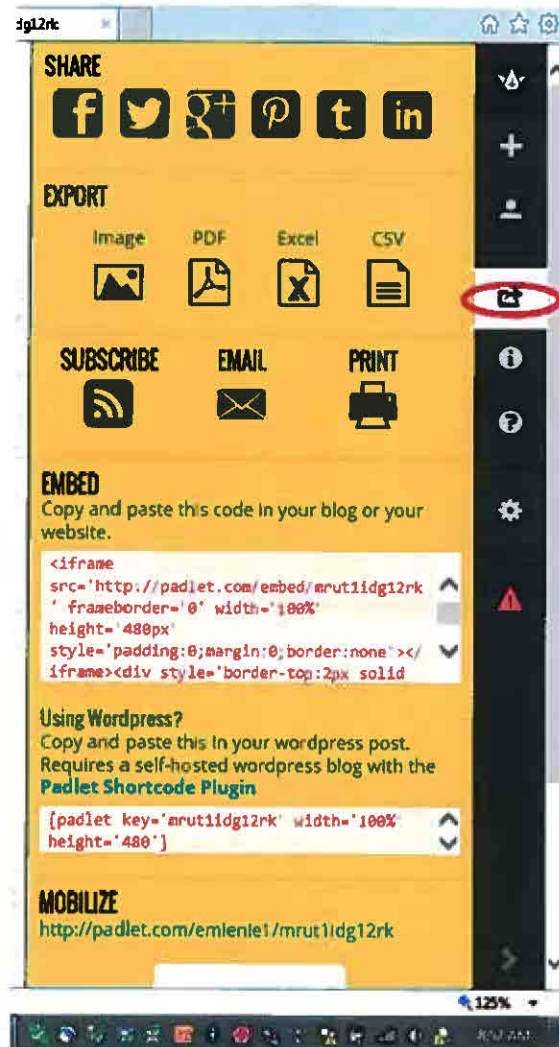 SHARE
EXPORT
Image PDF Excel CSV
SUBSCRIBE EMAIL PRINT
EMBED
Copy and paste this code in your blog or your
website.
<iframe
src='http://padlet.com/embed/mrut1idg12rk
' frameborder='0' width='100%'
height='480px'
style='padding:0;margin:0;border:none'></
iframe><div style='border-top:2px solid
Using Wordpress?
Copy and paste this in your wordpress post.
Requires a self-hosted wordpress blog with the
Padlet Shortcode Plugin
[padlet key='mrut1idg12rk' width='100%'
height='480']
MOBILIZE
http://padlet.com/emienie1/mrut1idg12rk
125%